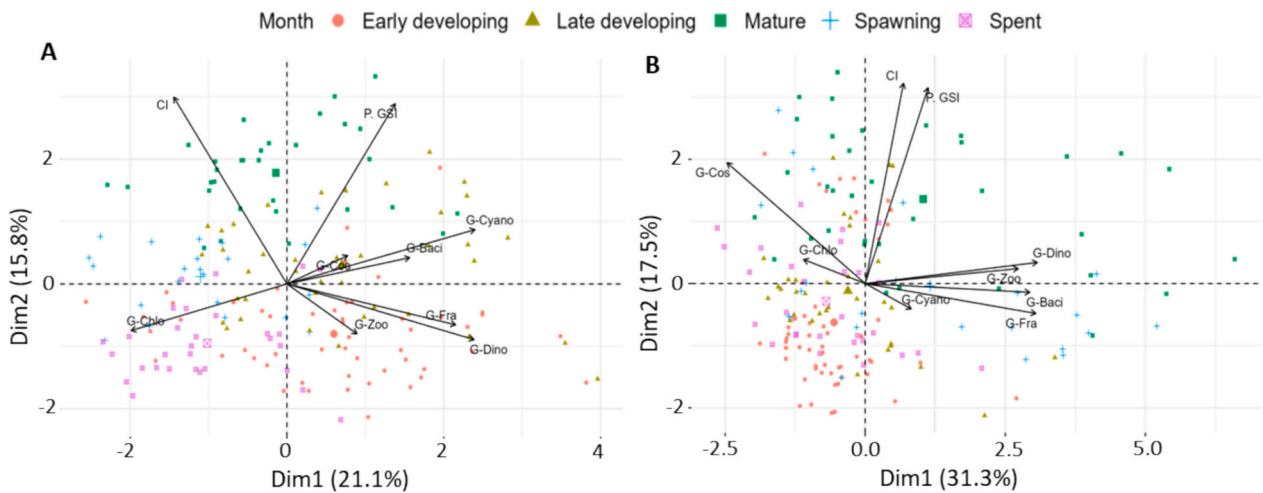 Month Early developing Late developing Mature Spawning Spent
A
CI
P. GSI
G-Cyano
G-Baci
G-Cos
G-Chlo
G-Fra
G-Zoo
G-Dino
2
0
-2
Dim2 (15.8%)
-2 0 2 4
Dim1 (21.1%)
B
CI
P. GSI
G-Cos
G-Chlo
G-Dino
G-Zoo
G-Baci
G-Cyano
G-Fra
2
0
-2
Dim2 (17.5%)
-2.5 0.0 2.5 5.0
Dim1 (31.3%)